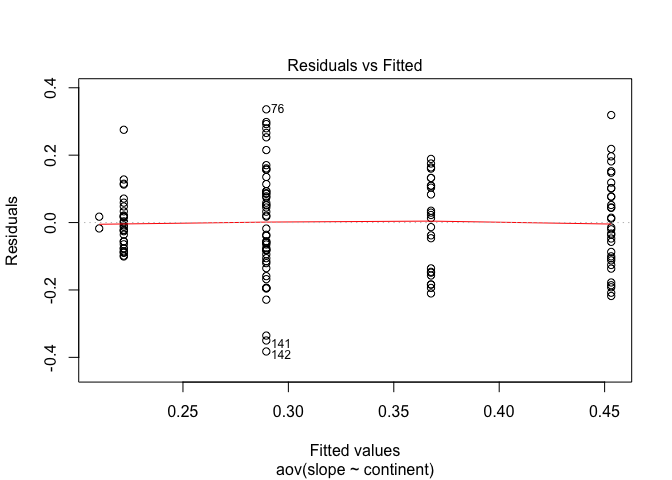 Residuals vs Fitted
0.4
0.2
0.0
-0.2
-0.4
Residuals
76
141
142
0.25 0.30 0.35 0.40 0.45
Fitted values
aov(slope ~ continent)